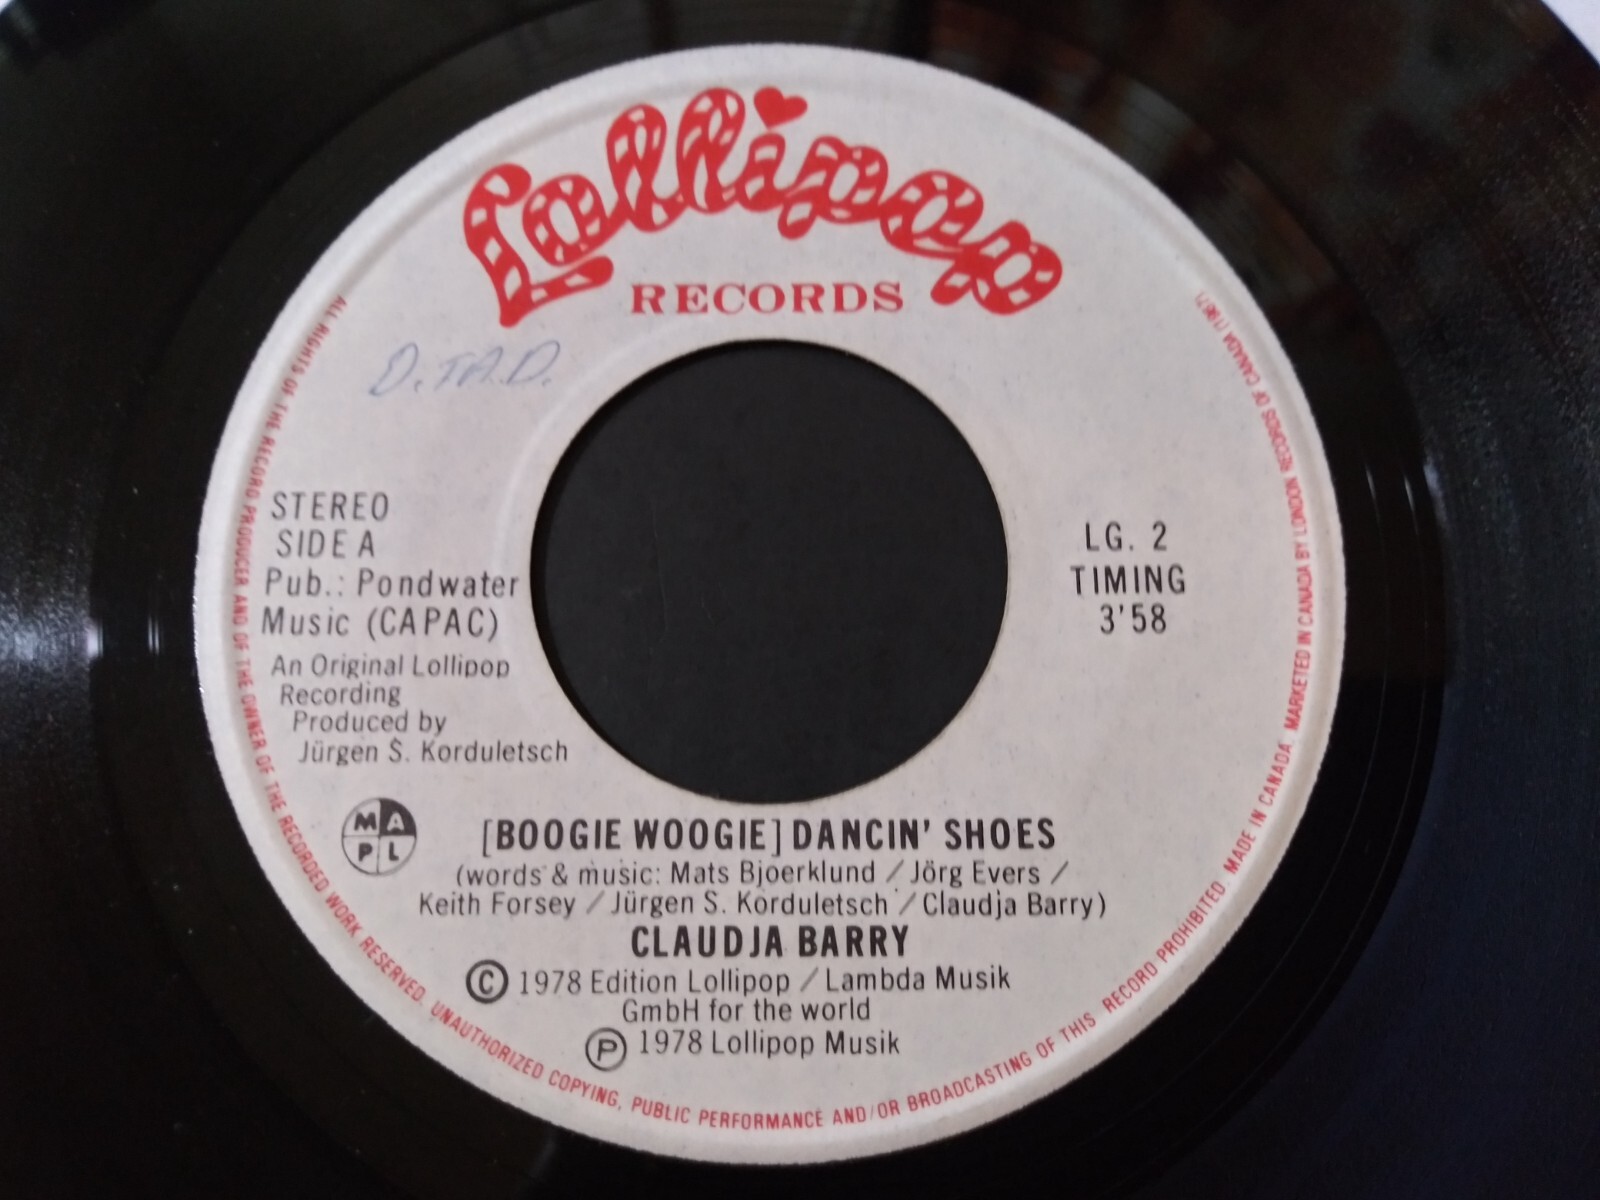 Lollipop
RECORDS
STEREO
SIDE A
Pub.: Pondwater
Music (CAPAC)
An Original Lollipop
Recording
Produced by
Jürgen S. Korduletsch
LG. 2
TIMING
3'58
MAPL
[BOOGIE WOOGIE] DANCIN' SHOES
(words & music: Mats Bjoerklund / Jörg Evers /
Keith Forsey / Jürgen S. Korduletsch / Claudja Barry)
CLAUDJA BARRY
© 1978 Edition Lollipop / Lambda Musik
GmbH for the world
℗ 1978 Lollipop Musik
ALL RIGHTS OF THE RECORD PRODUCER AND OF THE OWNER OF THE RECORDED WORK RESERVED. UNAUTHORIZED COPYING, PUBLIC PERFORMANCE AND/OR BROADCASTING OF THIS RECORD PROHIBITED. MADE IN CANADA. MARKETED IN CANADA BY LONDON RECORDS OF CANADA (1967)